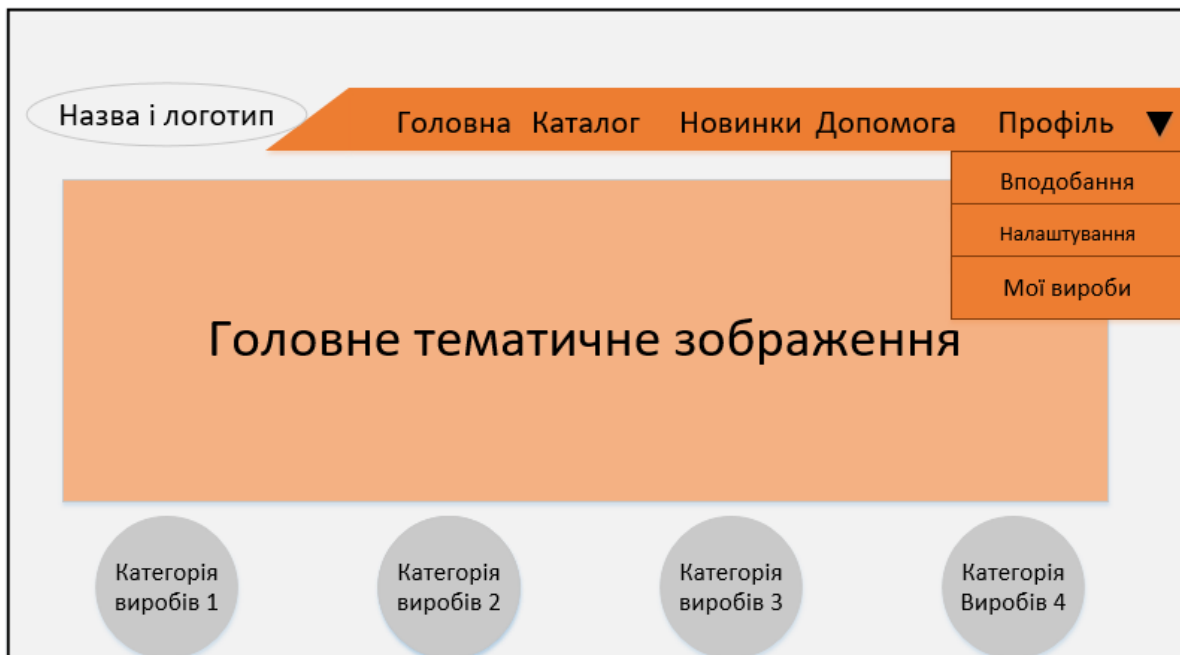 Назва і логотип
Головна Каталог Новинки Допомога Профіль ▼
Вподобання
Налаштування
Мої вироби
Головне тематичне зображення
Категорія
виробів 1
Категорія
виробів 2
Категорія
виробів 3
Категорія
Виробів 4